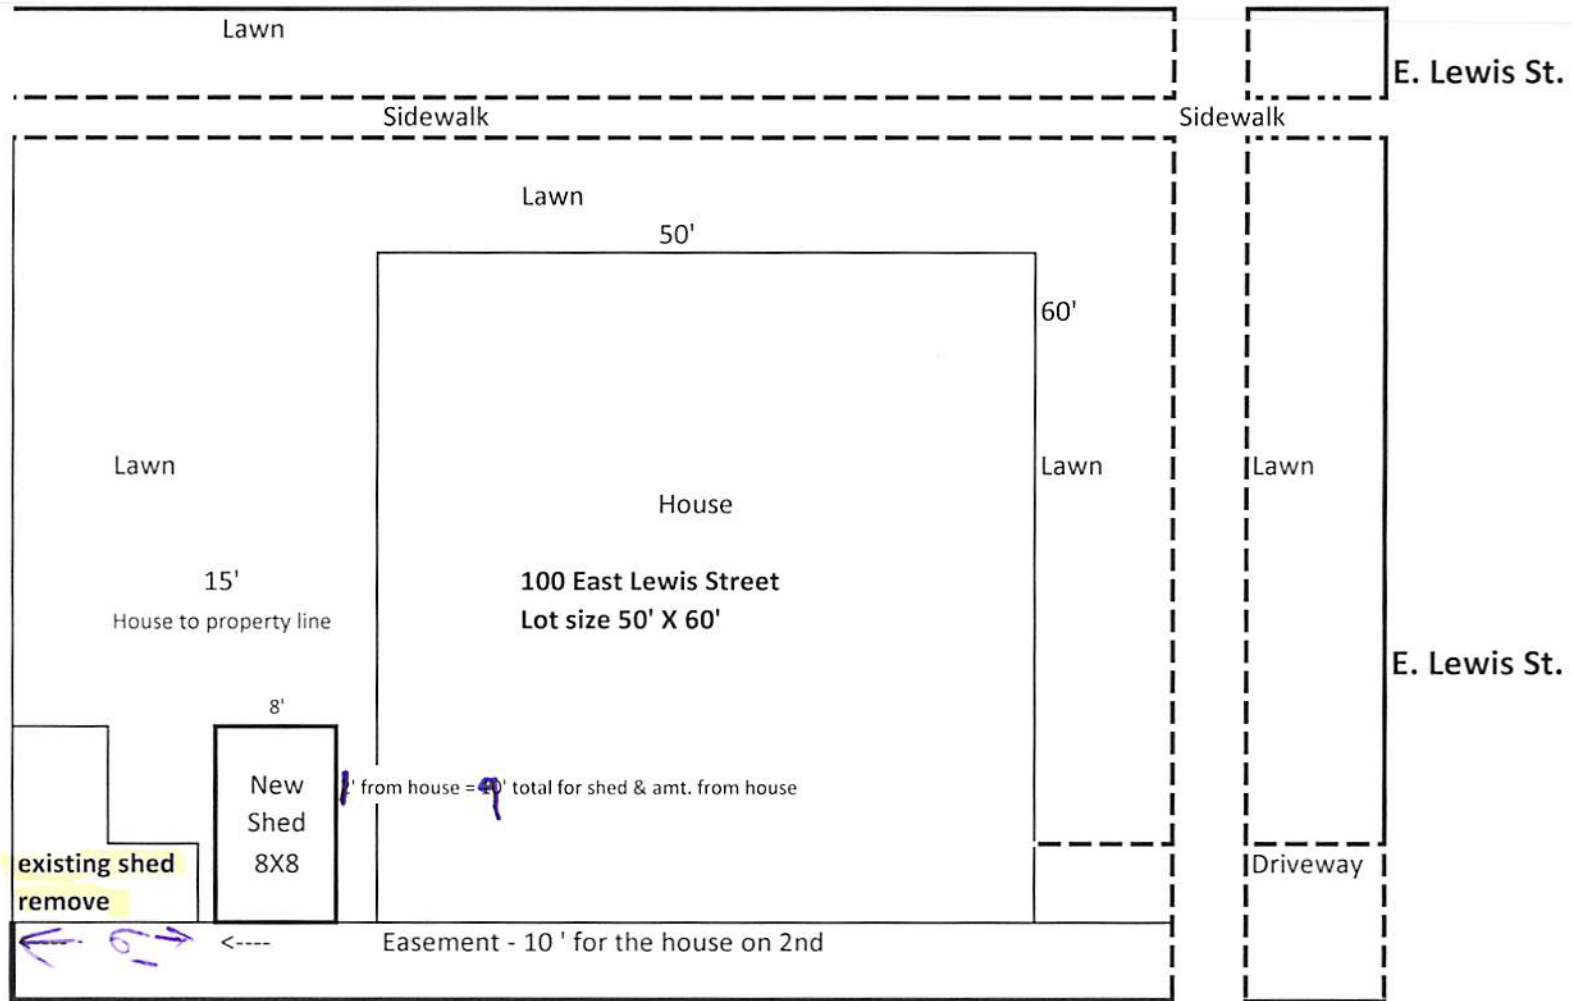 Lawn
E. Lewis St.
Sidewalk
Sidewalk
Lawn
50'
60'
Lawn
Lawn
Lawn
House
15'
House to property line
100 East Lewis Street
Lot size 50' X 60'
E. Lewis St.
8'
New
Shed
8X8
1' from house = 9' total for shed & amt. from house
existing shed
remove
Driveway
6'
<----
Easement - 10 ' for the house on 2nd